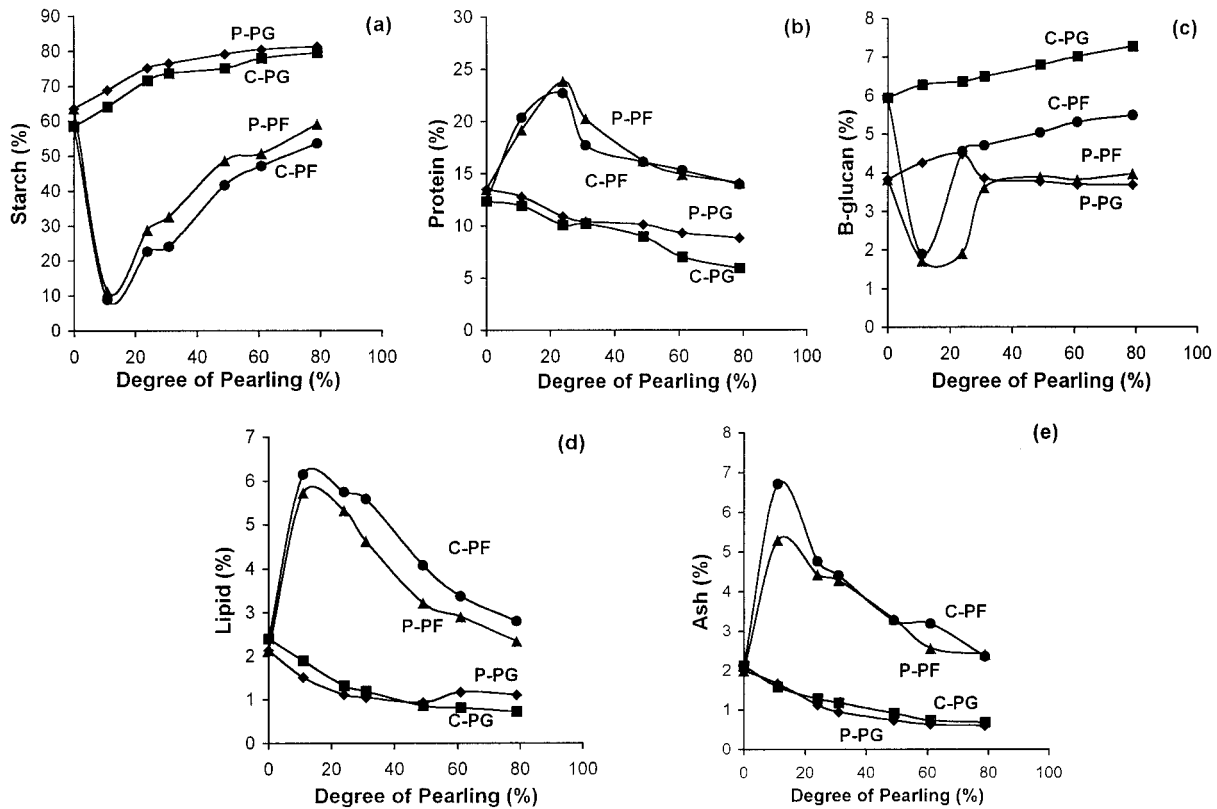 (a)
Starch (%)
90
80
70
60
50
40
30
20
10
0
P-PG
C-PG
P-PF
C-PF
0 20 40 60 80 100
Degree of Pearling (%)
(b)
Protein (%)
30
25
20
15
10
5
0
P-PF
C-PF
P-PG
C-PG
0 20 40 60 80 100
Degree of Pearling (%)
(c)
B-glucan (%)
8
7
6
5
4
3
2
1
0
C-PG
C-PF
P-PF
P-PG
0 20 40 60 80 100
Degree of Pearling (%)
(d)
Lipid (%)
7
6
5
4
3
2
1
0
C-PF
P-PF
P-PG
C-PG
0 20 40 60 80 100
Degree of Pearling (%)
(e)
Ash (%)
8
7
6
5
4
3
2
1
0
C-PF
P-PF
C-PG
P-PG
0 20 40 60 80 100
Degree of Pearling (%)